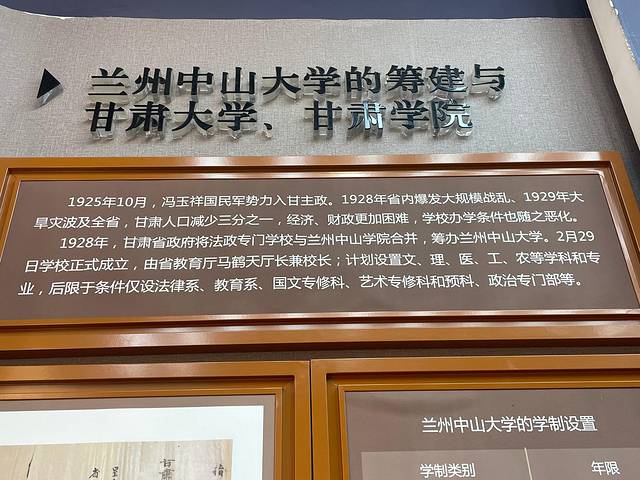 兰州中山大学的筹建与
甘肃大学、甘肃学院
1925年10月，冯玉祥国民军势力入甘主政。1928年省内爆发大规模战乱、1929年大
旱灾波及全省，甘肃人口减少三分之一，经济、财政更加困难，学校办学条件也随之恶化。
1928年，甘肃省政府将法政专门学校与兰州中山学院合并，筹办兰州中山大学。2月29
日学校正式成立，由省教育厅马鹤天厅长兼校长；计划设置文、理、医、工、农等学科和专
业，后限于条件仅设法律系、教育系、国文专修科、艺术专修科和预科、政治专门部等。
兰州中山大学的学制设置
学制类别
年限
甘肃